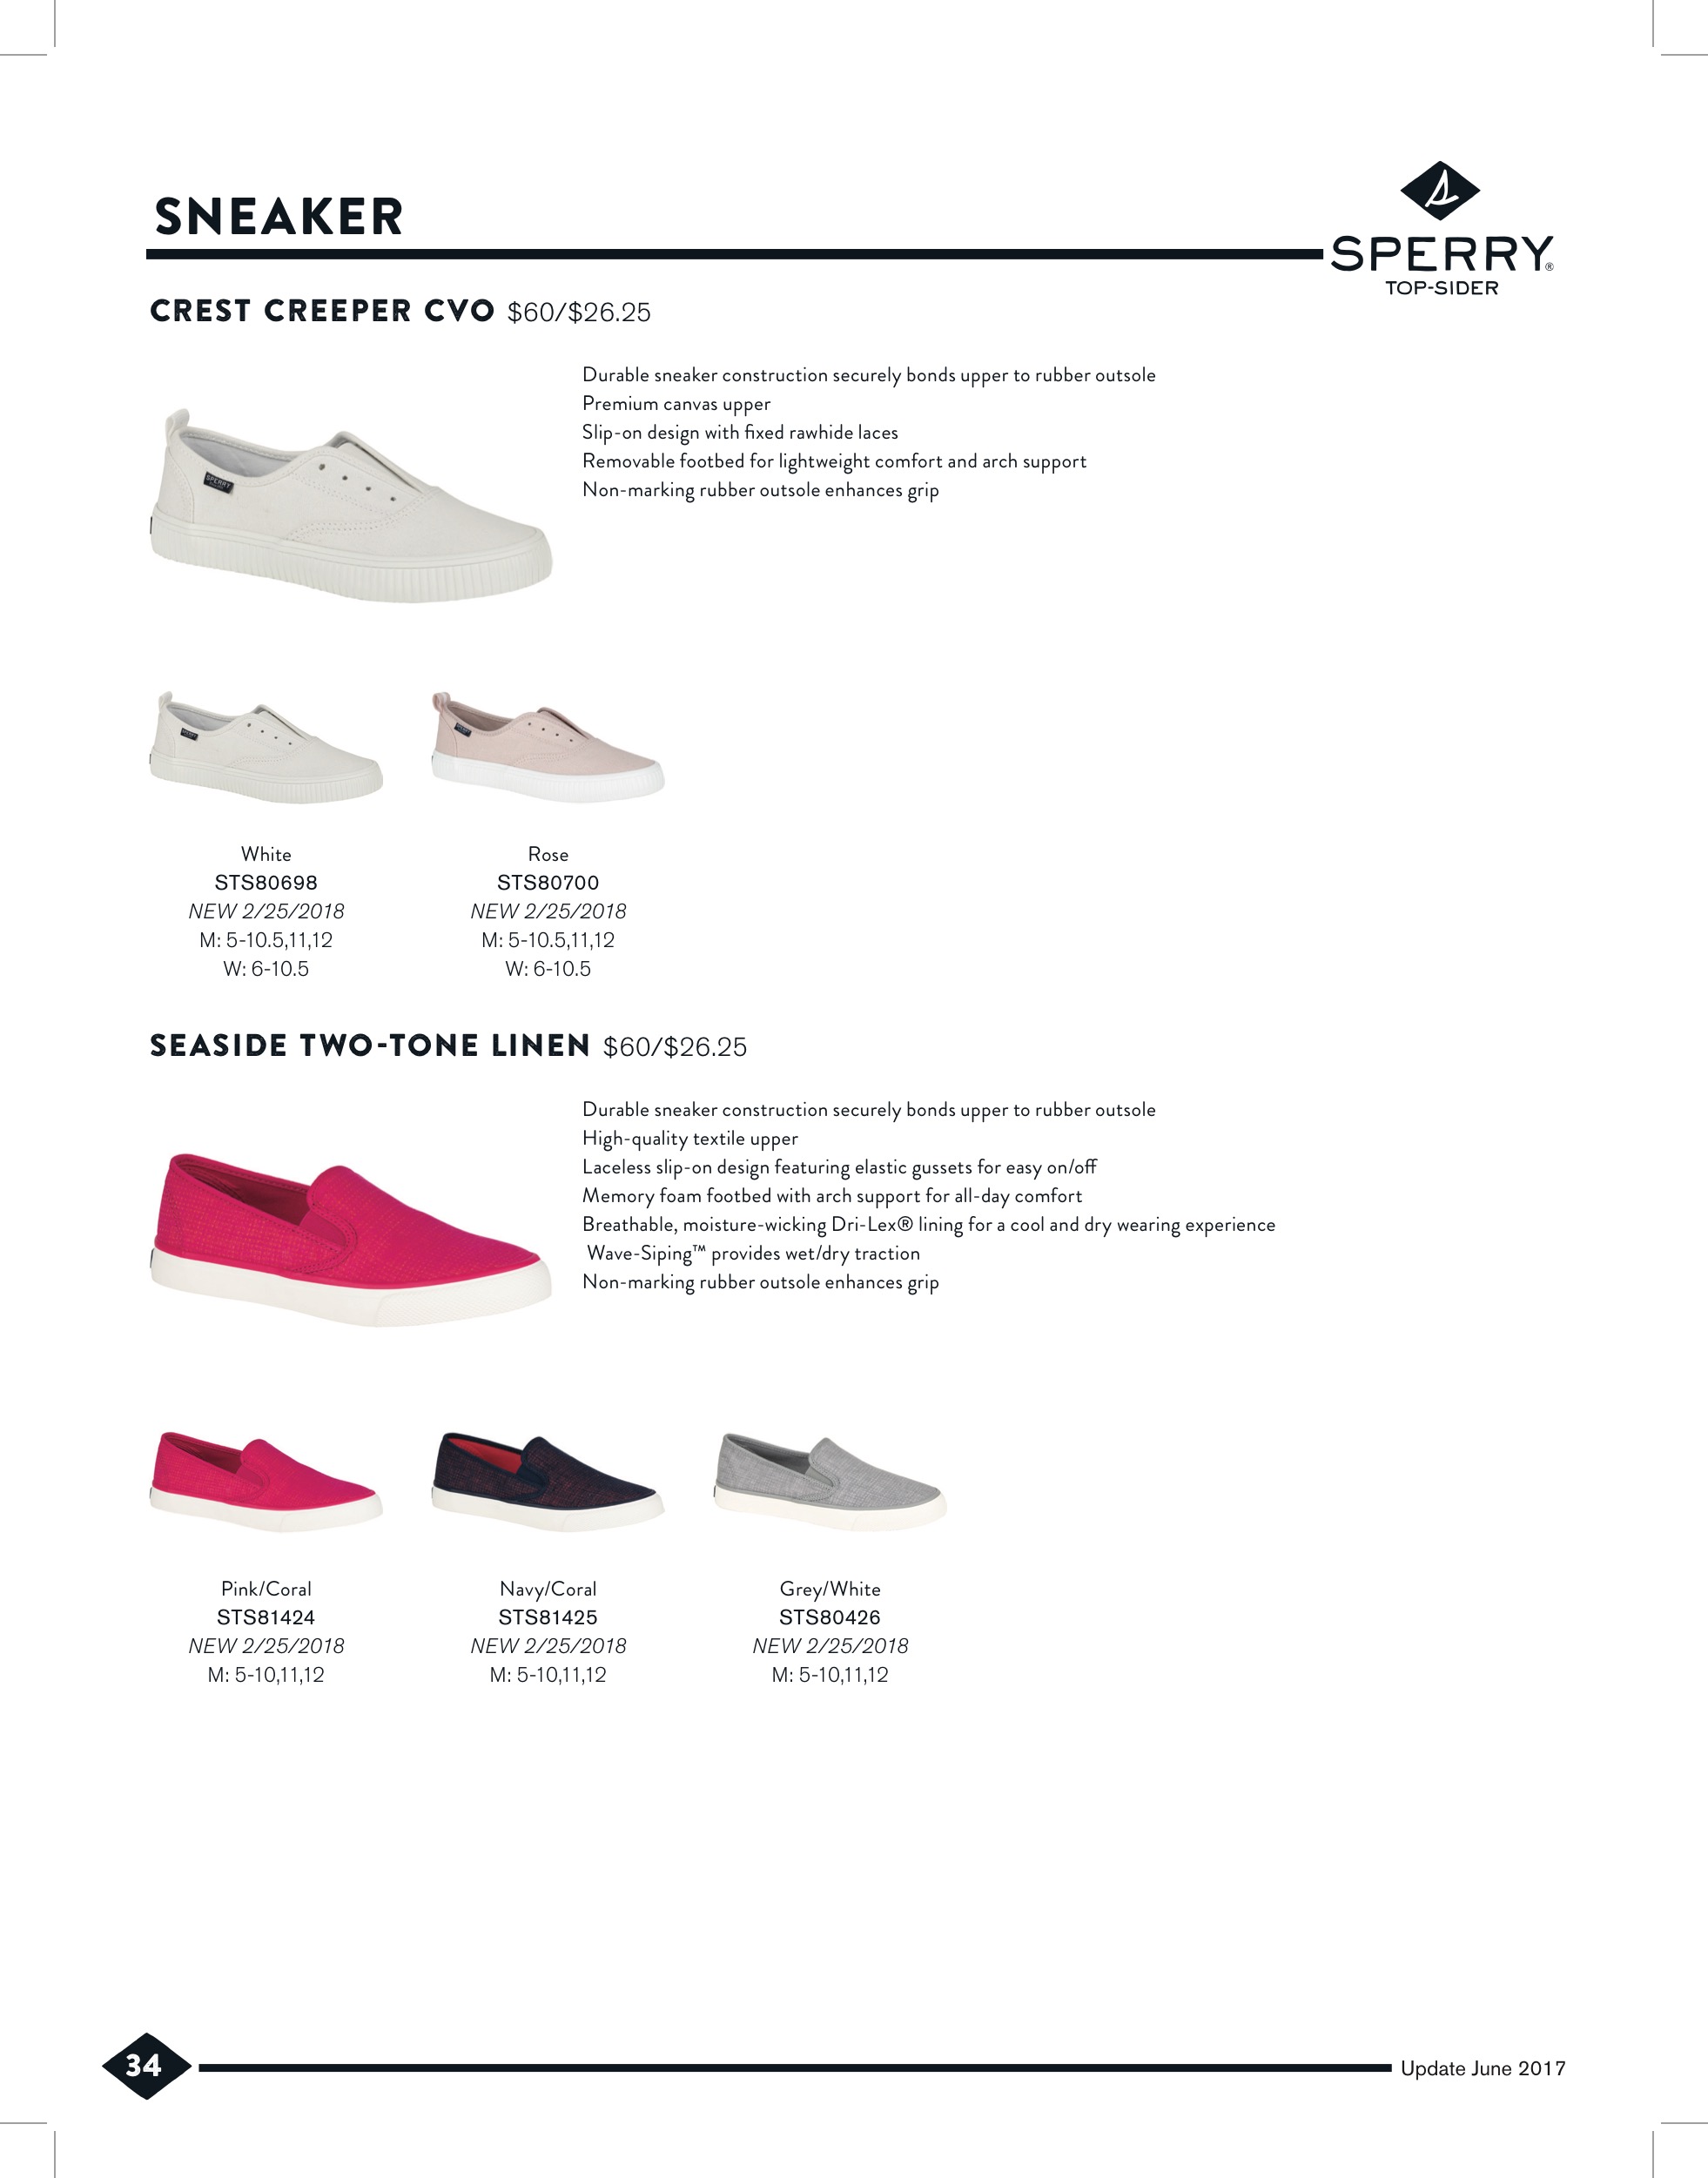 SNEAKER
SPERRY®
TOP-SIDER
CREST CREEPER CVO $60/$26.25
Durable sneaker construction securely bonds upper to rubber outsole
Premium canvas upper
Slip-on design with fixed rawhide laces
Removable footbed for lightweight comfort and arch support
Non-marking rubber outsole enhances grip
SPERRY
White
STS80698
NEW 2/25/2018
M: 5-10.5,11,12
W: 6-10.5
Rose
STS80700
NEW 2/25/2018
M: 5-10.5,11,12
W: 6-10.5
SEASIDE TWO-TONE LINEN $60/$26.25
Durable sneaker construction securely bonds upper to rubber outsole
High-quality textile upper
Laceless slip-on design featuring elastic gussets for easy on/off
Memory foam footbed with arch support for all-day comfort
Breathable, moisture-wicking Dri-Lex® lining for a cool and dry wearing experience
Wave-Siping™ provides wet/dry traction
Non-marking rubber outsole enhances grip
Pink/Coral
STS81424
NEW 2/25/2018
M: 5-10,11,12
Navy/Coral
STS81425
NEW 2/25/2018
M: 5-10,11,12
Grey/White
STS80426
NEW 2/25/2018
M: 5-10,11,12
34
Update June 2017